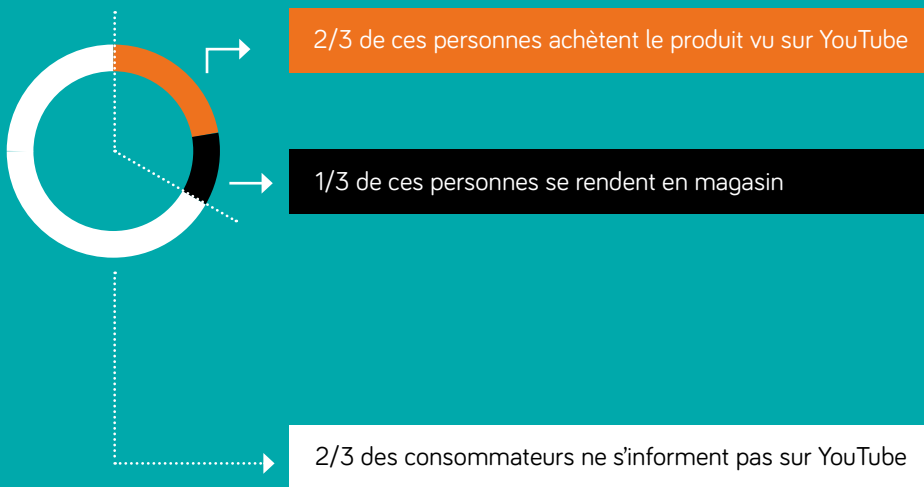 2/3 de ces personnes achètent le produit vu sur YouTube
1/3 de ces personnes se rendent en magasin
2/3 des consommateurs ne s'informent pas sur YouTube